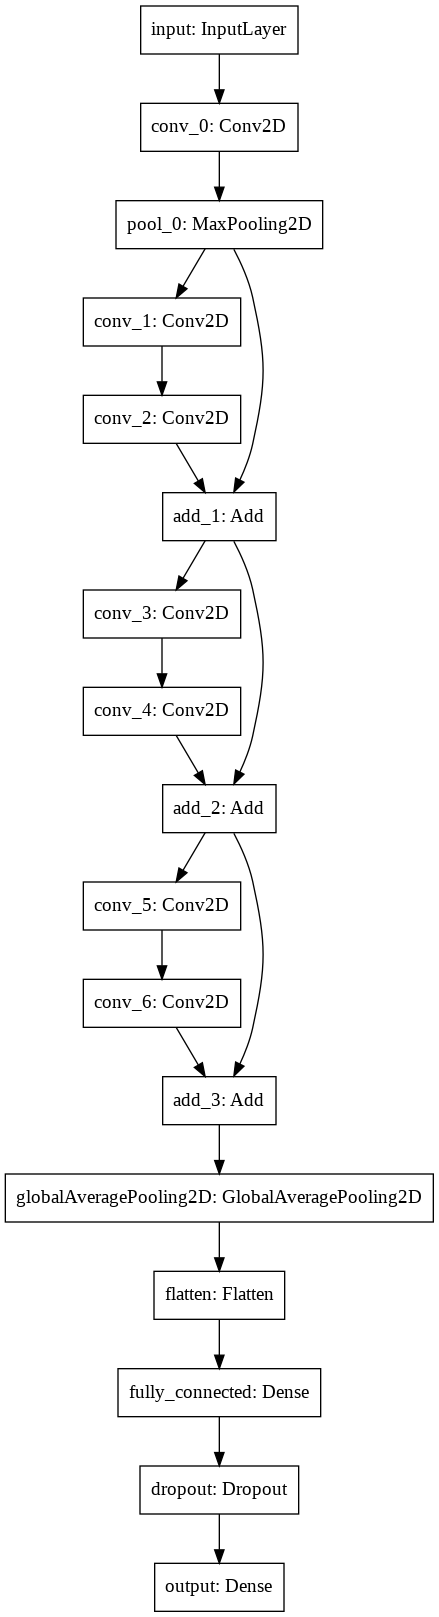 input: InputLayer
conv_0: Conv2D
pool_0: MaxPooling2D
conv_1: Conv2D
conv_2: Conv2D
add_1: Add
conv_3: Conv2D
conv_4: Conv2D
add_2: Add
conv_5: Conv2D
conv_6: Conv2D
add_3: Add
globalAveragePooling2D: GlobalAveragePooling2D
flatten: Flatten
fully_connected: Dense
dropout: Dropout
output: Dense